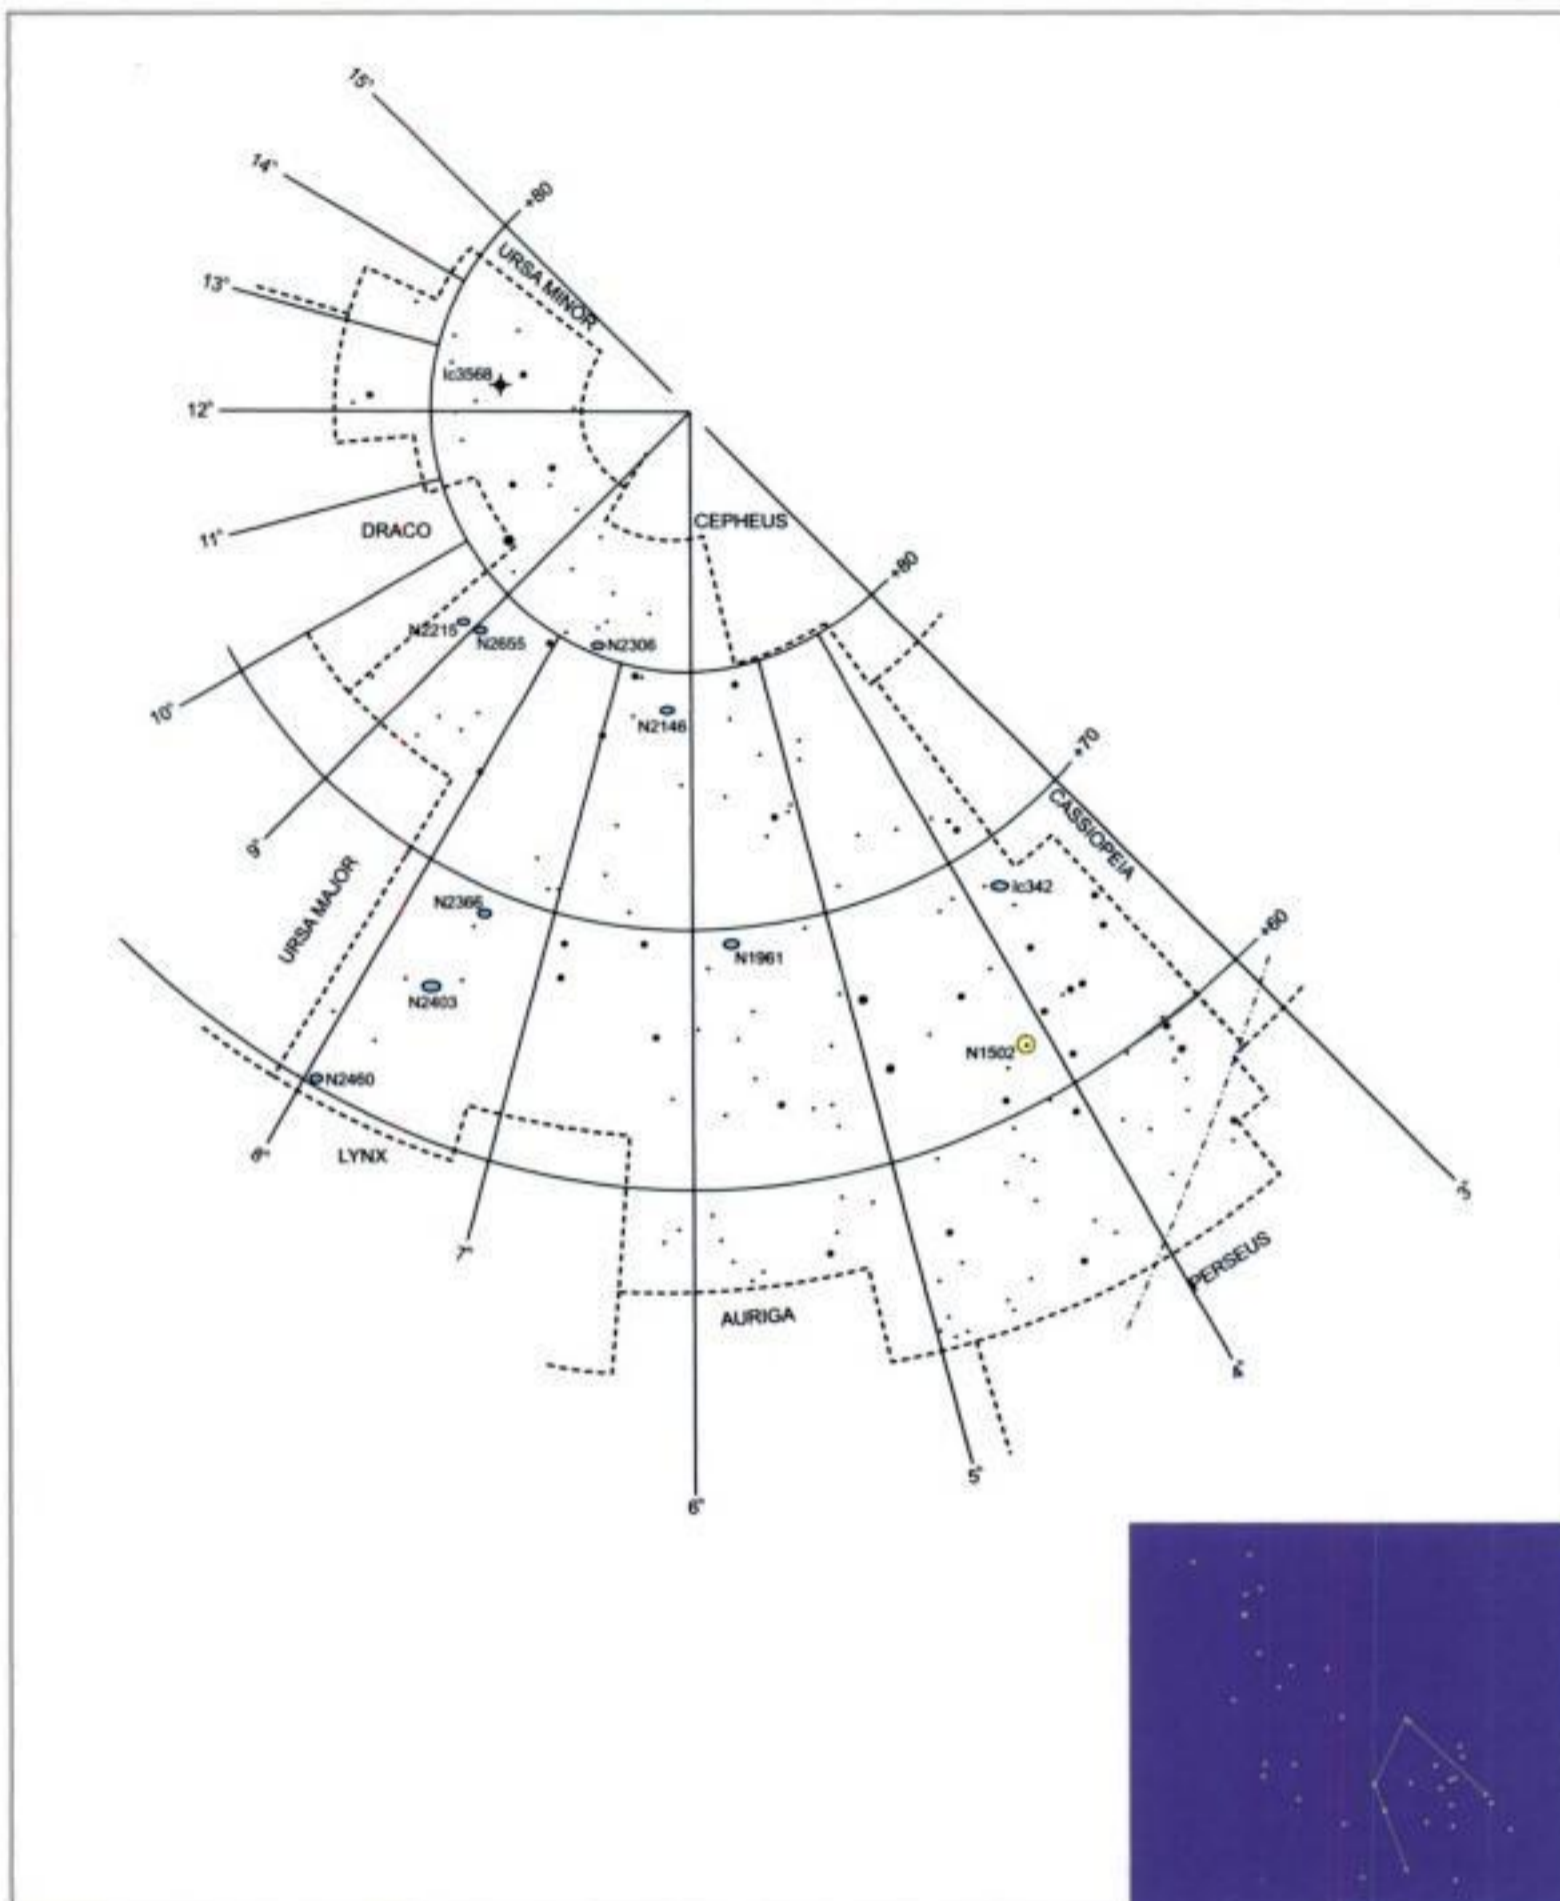 15h
14h
+80
URSA MINOR
13h
Ic3568
12h
CEPHEUS
DRACO
11h
+80
N2215
N2655
N2306
10h
N2146
+70
CASSIOPEIA
9h
URSA MAJOR
Ic342
N2366
+60
N1961
N2403
N1502
N2460
8h
LYNX
3h
7h
PERSEUS
AURIGA
4h
5h
6h